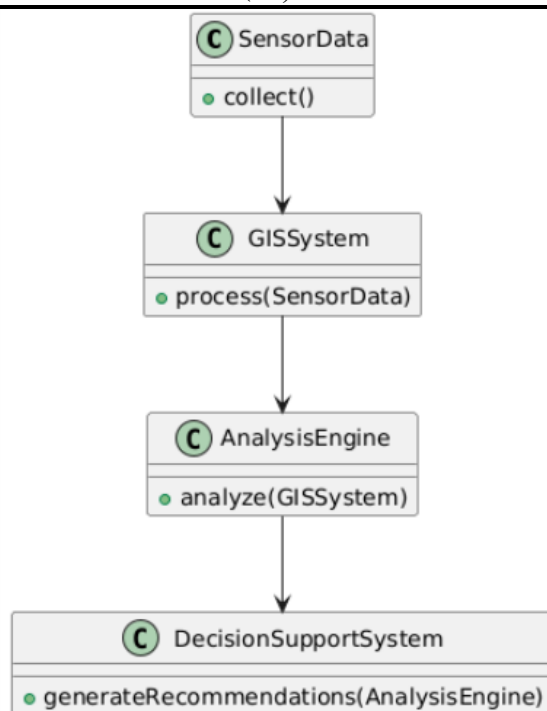 C SensorData
collect()
C GISSystem
process(SensorData)
C AnalysisEngine
analyze(GISSystem)
C DecisionSupportSystem
generateRecommendations(AnalysisEngine)